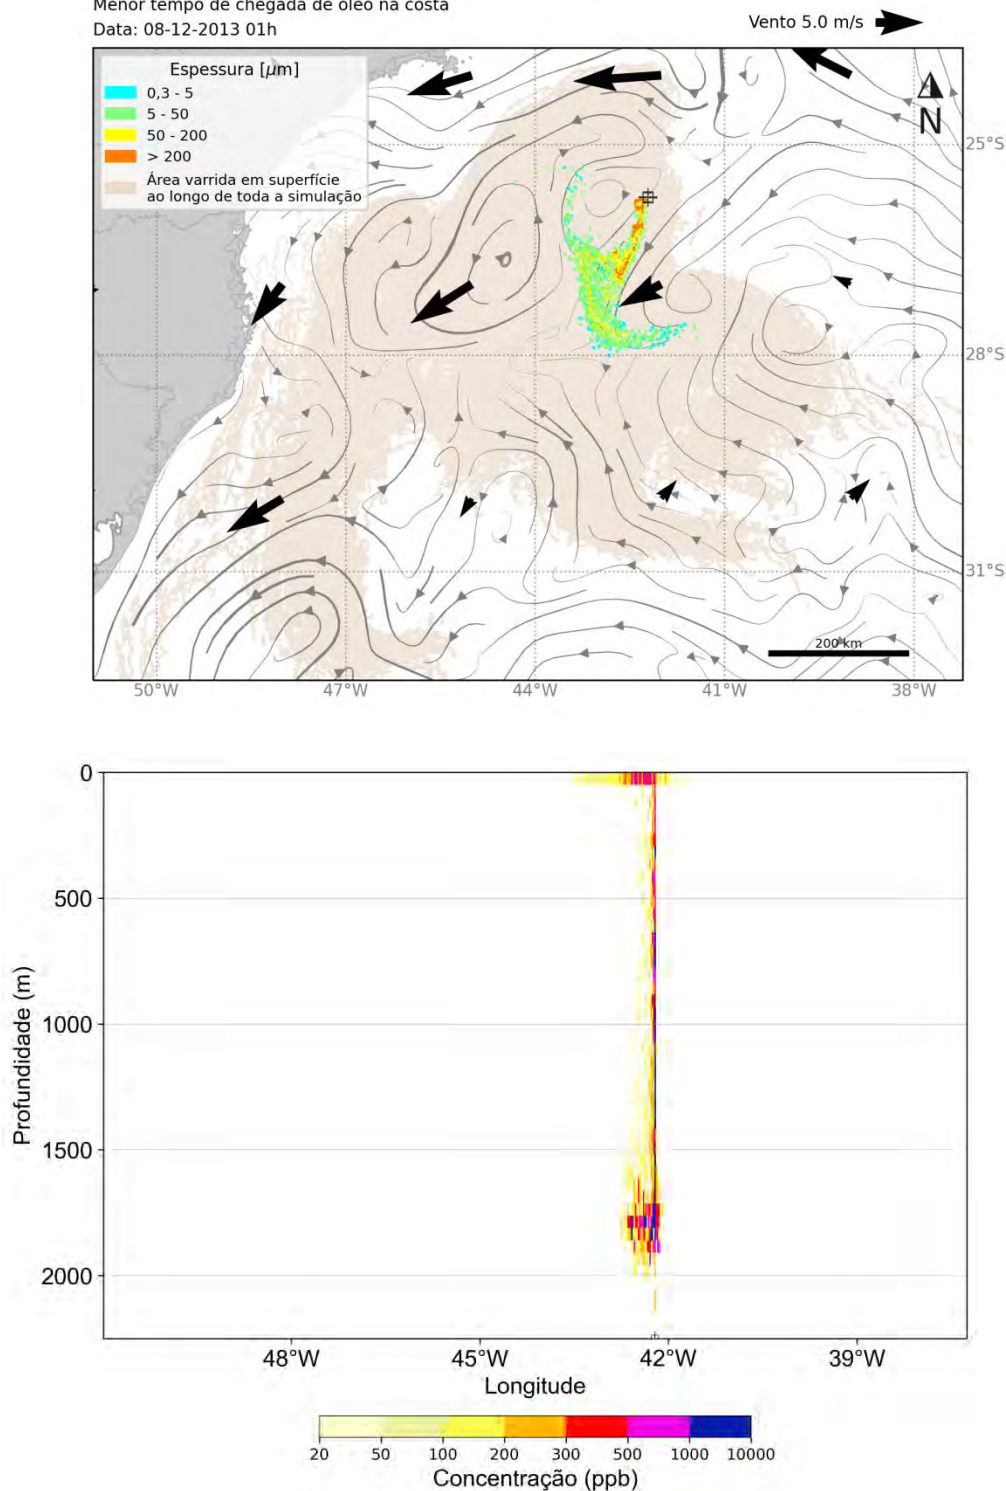 Menor tempo de chegada de óleo na costa
Data: 08-12-2013 01h
Vento 5.0 m/s
Espessura [μm]
0,3 - 5
5 - 50
50 - 200
> 200
Área varrida em superfície
ao longo de toda a simulação
N
25°S
28°S
31°S
200 km
50°W
47°W
44°W
41°W
38°W
0
500
1000
1500
2000
Profundidade (m)
48°W
45°W
42°W
39°W
Longitude
20
50
100
200
300
500
1000
10000
Concentração (ppb)